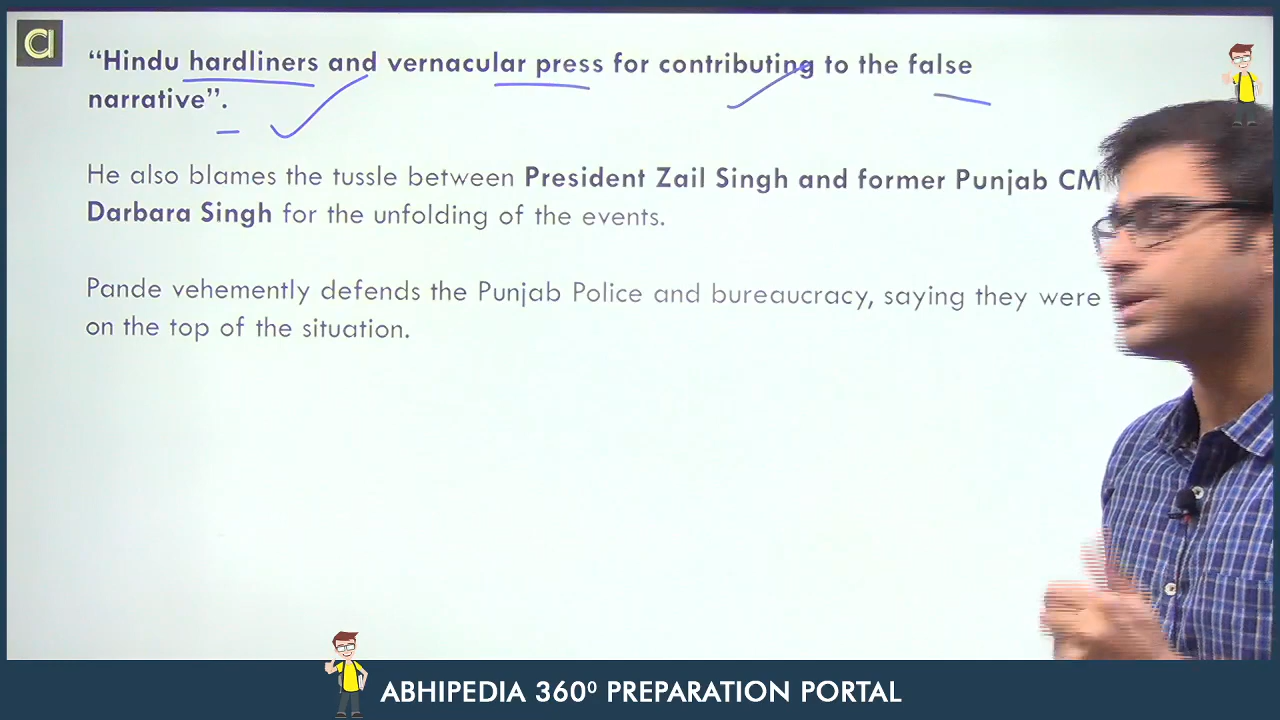 a
“Hindu hardliners and vernacular press for contributing to the false
narrative”.
He also blames the tussle between President Zail Singh and former Punjab CM
Darbara Singh for the unfolding of the events.
Pande vehemently defends the Punjab Police and bureaucracy, saying they were
on the top of the situation.
ABHIPEDIA 360⁰ PREPARATION PORTAL